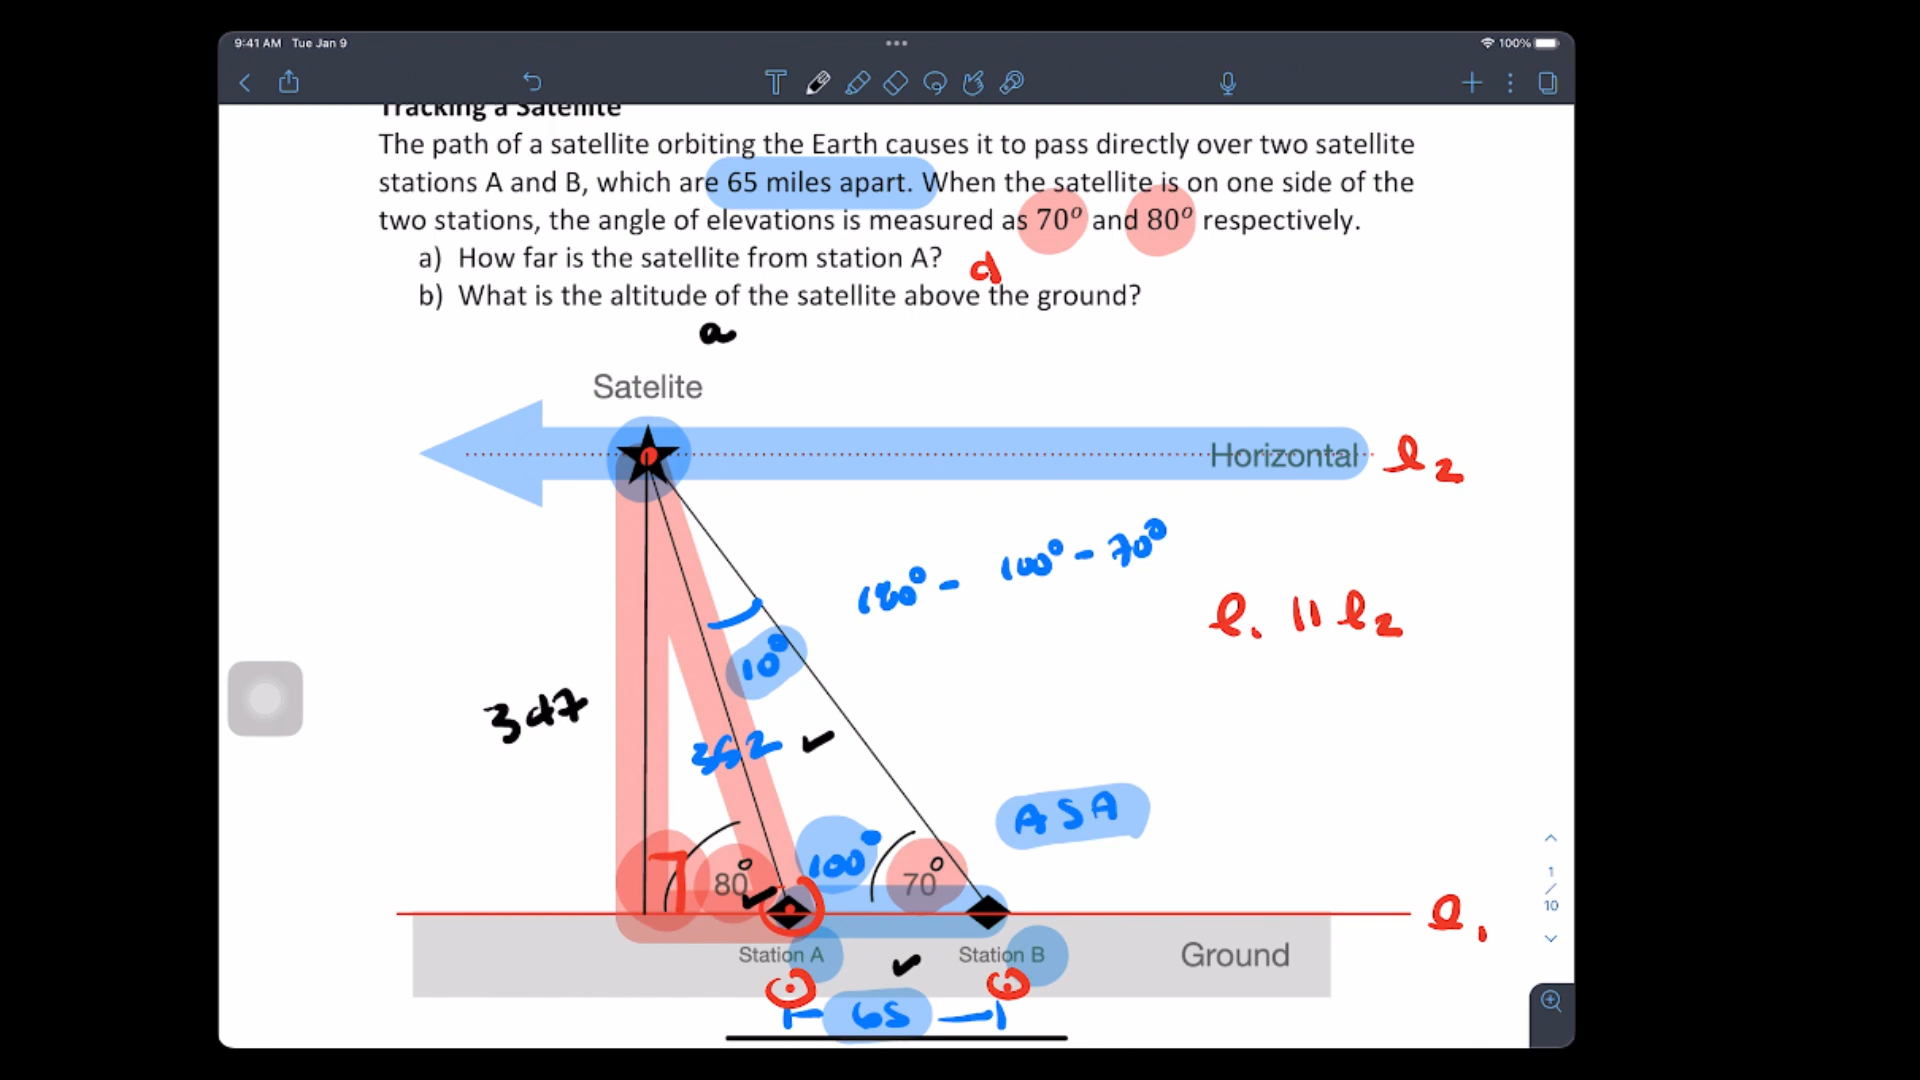 9:41 AM Tue Jan 9
100%
Tracking a Satellite
The path of a satellite orbiting the Earth causes it to pass directly over two satellite
stations A and B, which are 65 miles apart. When the satellite is on one side of the
two stations, the angle of elevations is measured as 70° and 80° respectively.
a) How far is the satellite from station A?
d
b) What is the altitude of the satellite above the ground?
a
Satelite
Horizontal
l₂
180° - 100° - 70°
l₁ || l₂
10°
347
352 ✓
ASA
80° ✓
100°
70°
l₁
Station A
✓
Station B
Ground
65
1
/
10